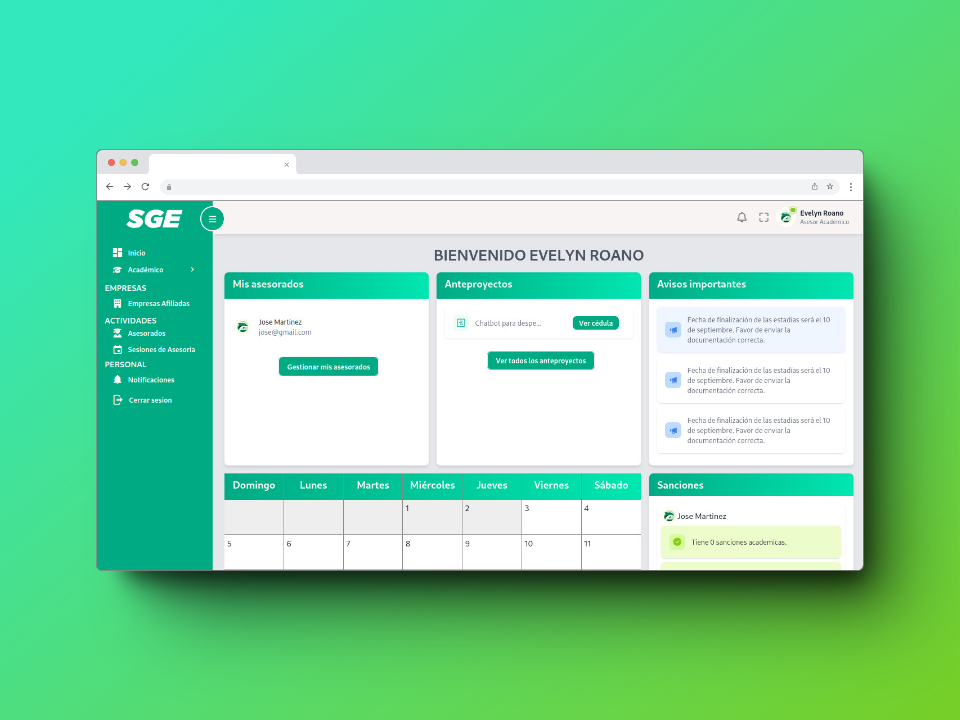 SGE
Evelyn Roano
Asesor Académico
Inicio
Académico
EMPRESAS
Empresas Afiliadas
ACTIVIDADES
Asesorados
Sesiones de Asesoria
PERSONAL
Notificaciones
Cerrar sesion
BIENVENIDO EVELYN ROANO
Mis asesorados
Jose Martinez
jose@gmail.com
Gestionar mis asesorados
Anteproyectos
Chatbot para despe...
Ver cédula
Ver todos los anteproyectos
Avisos importantes
Fecha de finalización de las estadías será el 10
de septiembre. Favor de enviar la
documentación correcta.
Fecha de finalización de las estadías será el 10
de septiembre. Favor de enviar la
documentación correcta.
Fecha de finalización de las estadías será el 10
de septiembre. Favor de enviar la
documentación correcta.
Domingo Lunes Martes Miércoles Jueves Viernes Sábado
1 2 3 4
5 6 7 8 9 10 11
Sanciones
Jose Martinez
Tiene 0 sanciones academicas.